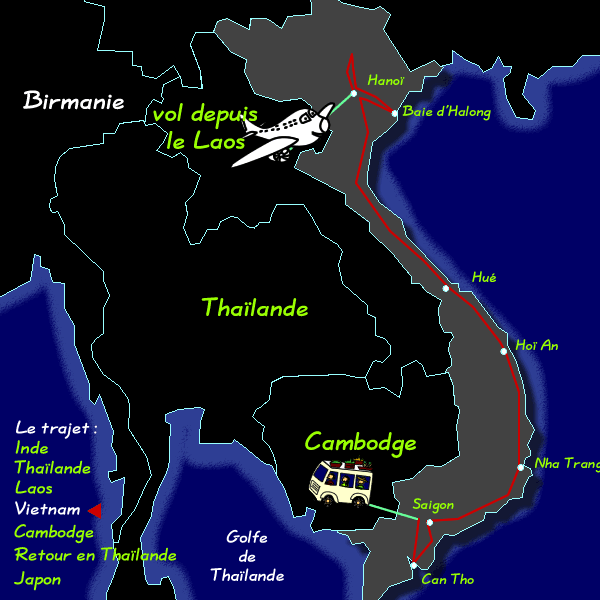 Hanoï
Birmanie
vol depuis
le Laos
Baie d'Halong
Hué
Thaïlande
Hoï An
Le trajet :
Inde
Thaïlande
Laos
Vietnam
Cambodge
Retour en Thaïlande
Japon
Cambodge
Nha Trang
Saigon
Golfe
de
Thaïlande
Can Tho